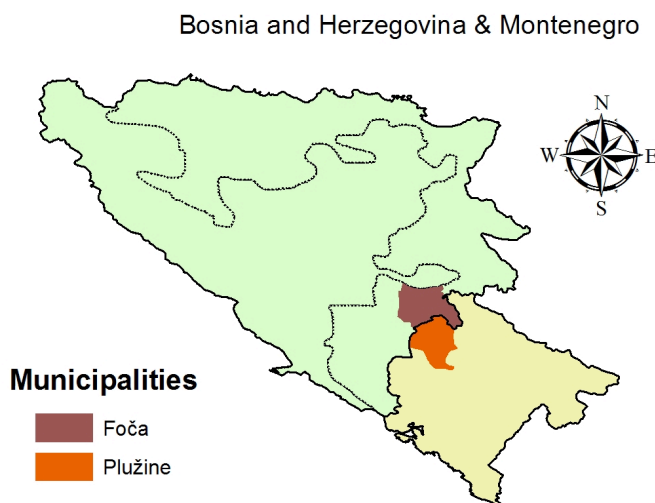 Bosnia and Herzegovina & Montenegro
N
W
E
S
Municipalities
Foča
Plužine